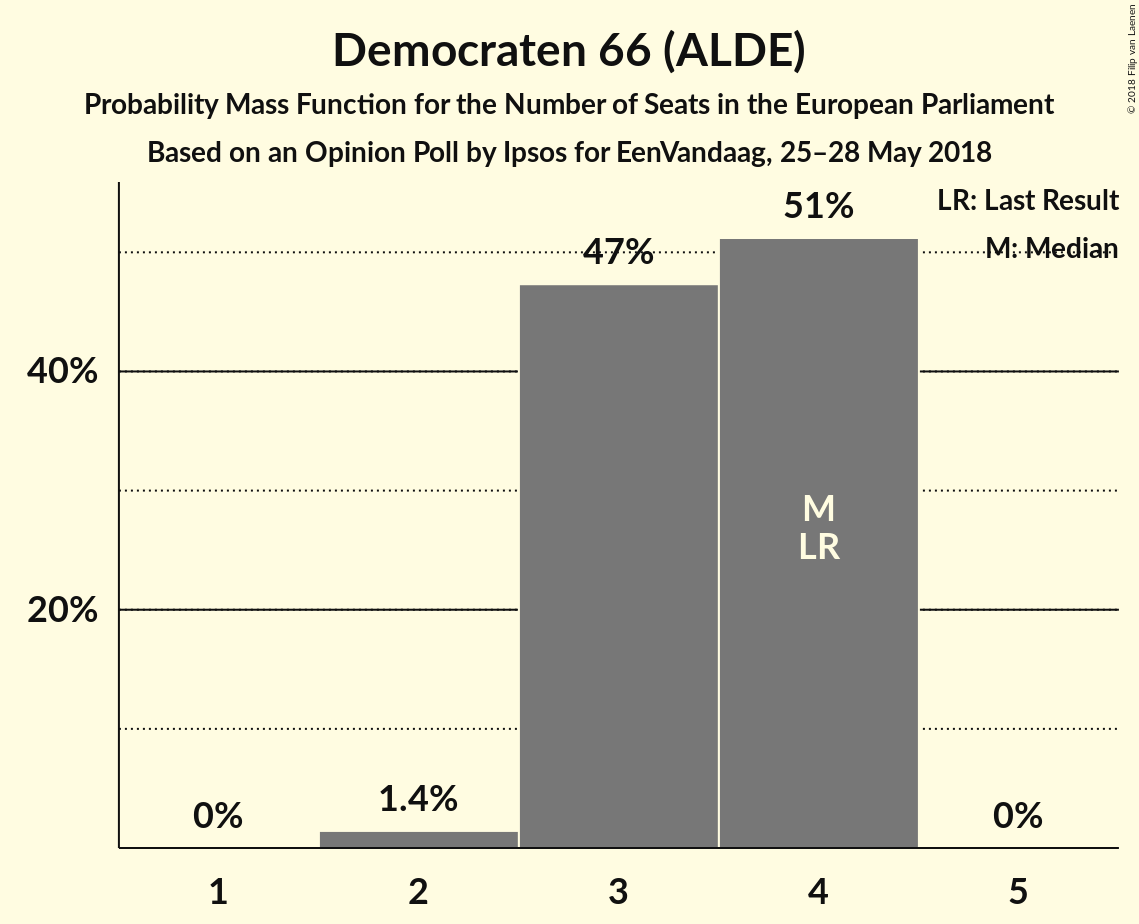 Democraten 66 (ALDE)
Probability Mass Function for the Number of Seats in the European Parliament
Based on an Opinion Poll by Ipsos for EenVandaag, 25–28 May 2018
© 2018 Filip van Laenen
LR: Last Result
M: Median
51%
47%
40%
M
LR
20%
1.4%
0%
0%
1
2
3
4
5